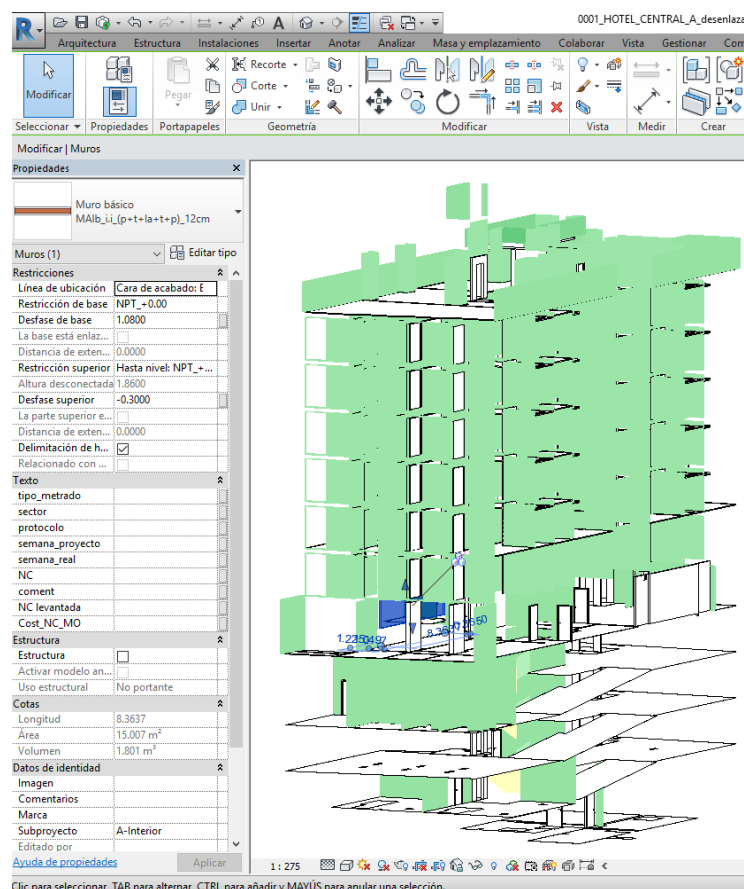 0001_HOTEL_CENTRAL_A_desenlaza
Arquitectura Estructura Instalaciones Insertar Anotar Analizar Masa y emplazamiento Colaborar Vista Gestionar Com
Modificar
Pegar
Recorte
Corte
Unir
Seleccionar Propiedades Portapapeles Geometría Modificar Vista Medir Crear
Modificar | Muros
Propiedades
Muro básico
MAlb_i.i_(p+t+la+t+p)_12cm
Muros (1) Editar tipo
Restricciones
Línea de ubicación Cara de acabado: E
Restricción de base NPT_+0.00
Desfase de base 1.0800
La base está enlaz...
Distancia de exten... 0.0000
Restricción superior Hasta nivel: NPT_+...
Altura desconectada 1.8600
Desfase superior -0.3000
La parte superior e...
Distancia de exten... 0.0000
Delimitación de h...
Relacionado con ...
Texto
tipo_metrado
sector
protocolo
semana_proyecto
semana_real
NC
coment
NC levantada
Cost_NC_MO
Estructura
Estructura
Activar modelo an...
Uso estructural No portante
Cotas
Longitud 8.3637
Área 15.007 m²
Volumen 1.801 m³
Datos de identidad
Imagen
Comentarios
Marca
Subproyecto A-Interior
Editado por
Ayuda de propiedades Aplicar
1 : 275
Clic para seleccionar, TAB para alternar, CTRL para añadir y MAYÚS para anular una selección.